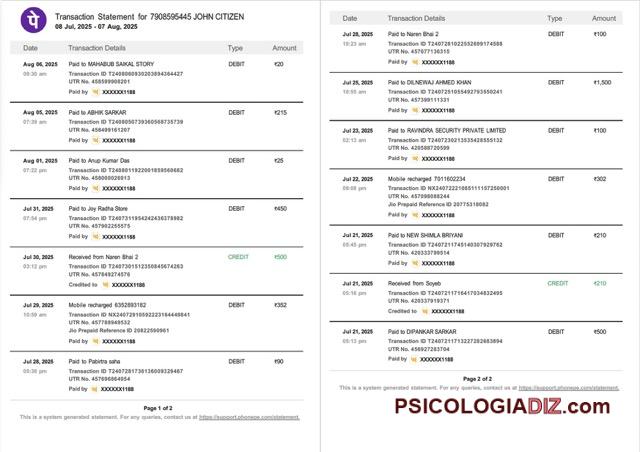 पे
Transaction Statement for 7908595445 JOHN CITIZEN
08 Jul, 2025 - 07 Aug, 2025
Date Transaction Details Type Amount
Aug 06, 2025 Paid to MAHABUB SAIKAL STORY DEBIT ₹20
09:30 am Transaction ID T2408060930203894364427
UTR No. 458599908201
Paid by XXXXXX1188
Aug 05, 2025 Paid to ABHIK SARKAR DEBIT ₹215
07:39 am Transaction ID T2408050739360568735739
UTR No. 458499161207
Paid by XXXXXX1188
Aug 01, 2025 Paid to Anup Kumar Das DEBIT ₹25
07:22 pm Transaction ID T2408011922001859560682
UTR No. 458008026013
Paid by XXXXXX1188
Jul 31, 2025 Paid to Joy Radha Store DEBIT ₹450
07:54 pm Transaction ID T2407311954242436378982
UTR No. 457902255575
Paid by XXXXXX1188
Jul 30, 2025 Received from Naren Bhai 2 CREDIT ₹500
03:12 pm Transaction ID T2407301512350845674263
UTR No. 457849274576
Credited to XXXXXX1188
Jul 29, 2025 Mobile recharged 6352893182 DEBIT ₹352
10:59 am Transaction ID NX24072910592223164448841
UTR No. 457788949532
Jio Prepaid Reference ID 20822590961
Paid by XXXXXX1188
Jul 28, 2025 Paid to Pabirtra saha DEBIT ₹90
05:38 pm Transaction ID T2407281738136009329467
UTR No. 457696864054
Paid by XXXXXX1188
Page 1 of 2
This is a system generated statement. For any queries, contact us at https://support.phonepe.com/statement.
Date Transaction Details Type Amount
Jul 28, 2025 Paid to Naren Bhai 2 DEBIT ₹100
10:23 am Transaction ID T2407281022552699174588
UTR No. 457677136315
Paid by XXXXXX1188
Jul 25, 2025 Paid to DILNEWAJ AHMED KHAN DEBIT ₹1,500
10:55 am Transaction ID T2407251055492793550241
UTR No. 457399111331
Paid by XXXXXX1188
Jul 23, 2025 Paid to RAVINDRA SECURITY PRIVATE LIMITED DEBIT ₹100
02:13 am Transaction ID T2407230213535428555132
UTR No. 420588720599
Paid by XXXXXX1188
Jul 22, 2025 Mobile recharged 7011602234 DEBIT ₹302
09:08 pm Transaction ID NX24072221085111157250001
UTR No. 457098088244
Jio Prepaid Reference ID 20775318082
Paid by XXXXXX1188
Jul 21, 2025 Paid to NEW SHIMLA BRIYANI DEBIT ₹210
05:45 pm Transaction ID T2407211745140307929762
UTR No. 420333799514
Paid by XXXXXX1188
Jul 21, 2025 Received from Soyeb CREDIT ₹210
05:16 pm Transaction ID T2407211716417034832495
UTR No. 420337919371
Credited to XXXXXX1188
Jul 21, 2025 Paid to DIPANKAR SARKAR DEBIT ₹500
05:13 pm Transaction ID T2407211713227282683894
UTR No. 456927283704
Paid by XXXXXX1188
Page 2 of 2
This is a system generated statement. For any queries, contact us at https://support.phonepe.com/statement.
PSICOLOGIADIZ.com